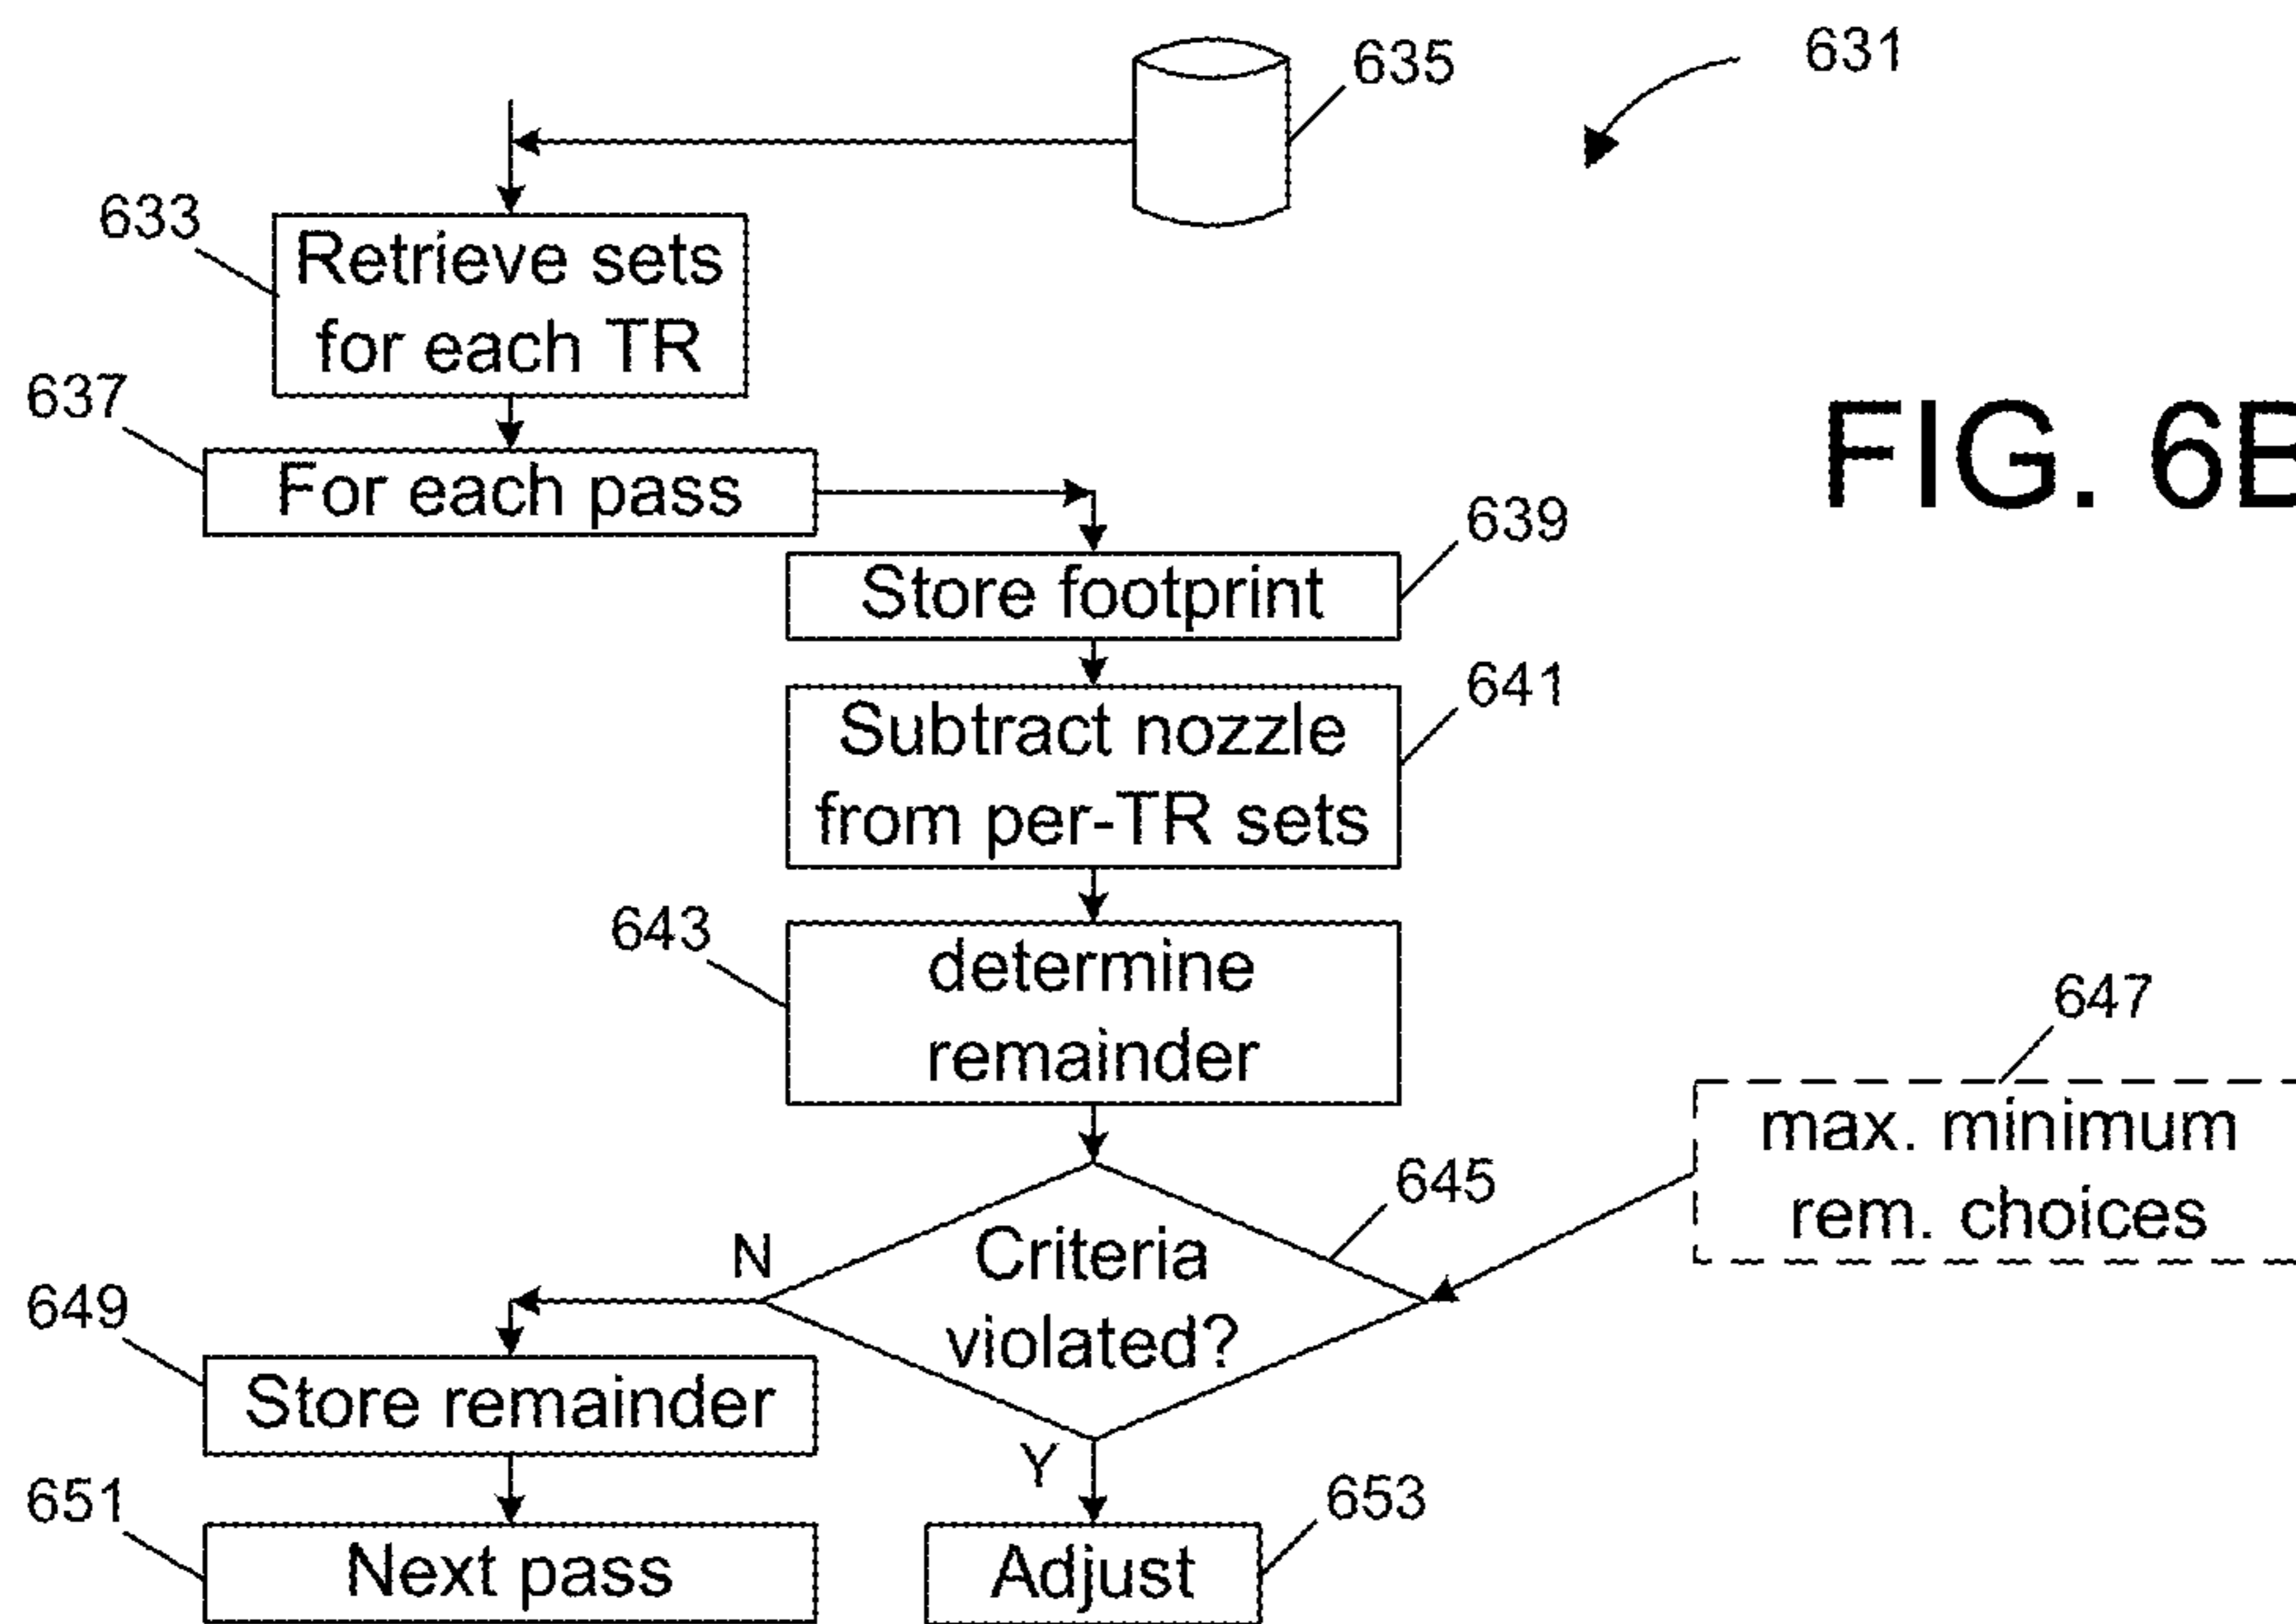 635
631
633
Retrieve sets
for each TR
637
For each pass
FIG. 6B
639
Store footprint
641
Subtract nozzle
from per-TR sets
643
determine
remainder
647
max. minimum
rem. choices
645
Criteria
violated?
N
649
Store remainder
Y
651
Next pass
653
Adjust